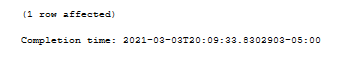 (1 row affected)
Completion time: 2021-03-03T20:09:33.8302903-05:00